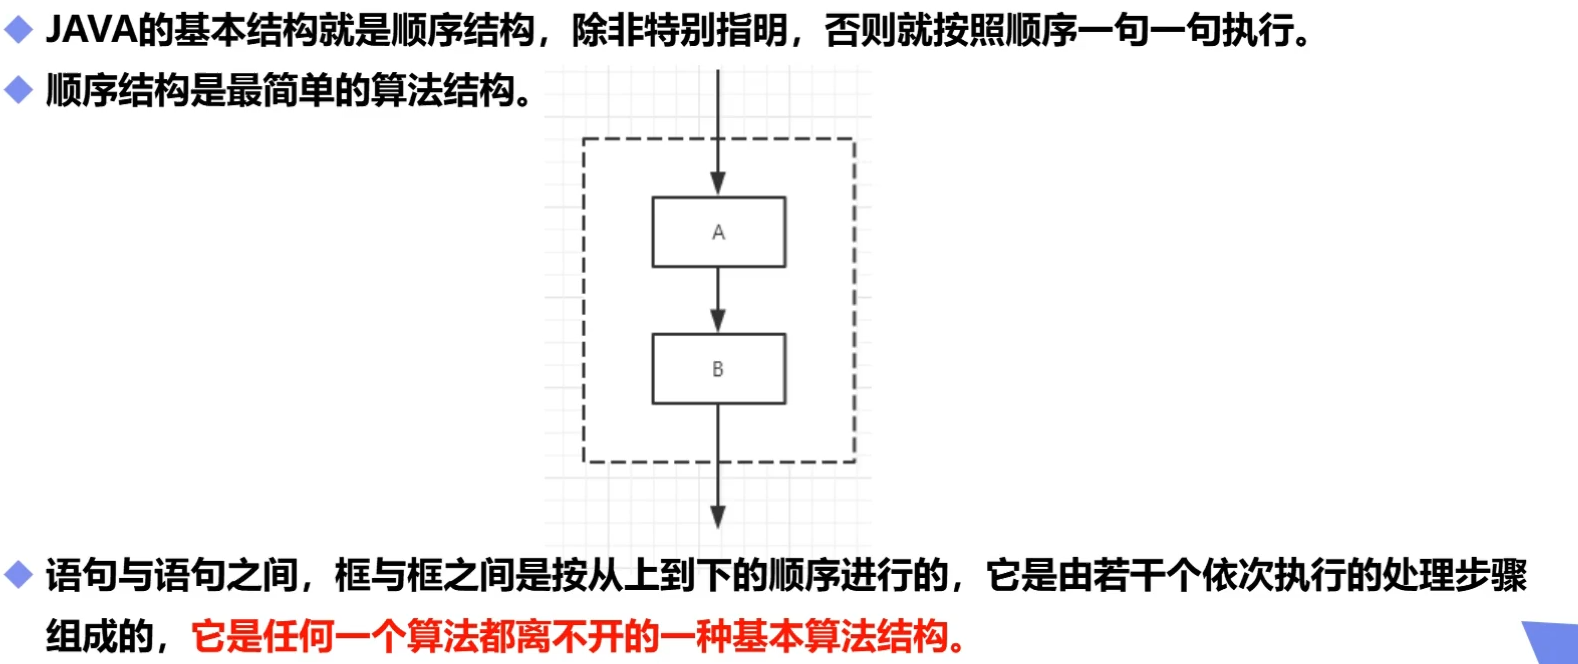 JAVA的基本结构就是顺序结构，除非特别指明，否则就按照顺序一句一句执行。
顺序结构是最简单的算法结构。
A
B
语句与语句之间，框与框之间是按从上到下的顺序进行的，它是由若干个依次执行的处理步骤
组成的，它是任何一个算法都离不开的一种基本算法结构。